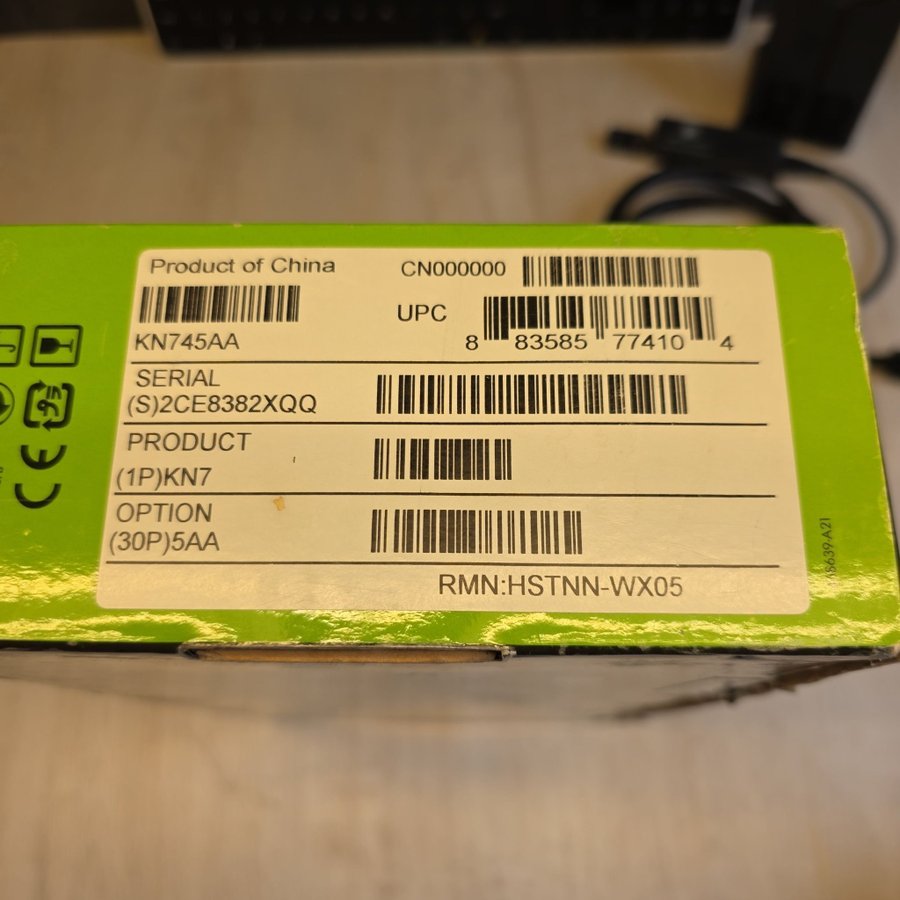 Product of China
CN000000
KN745AA
UPC
8 83585 77410 4
SERIAL
(S)2CE8382XQQ
PRODUCT
(1P)KN7
OPTION
(30P)5AA
RMN:HSTNN-WX05
CE